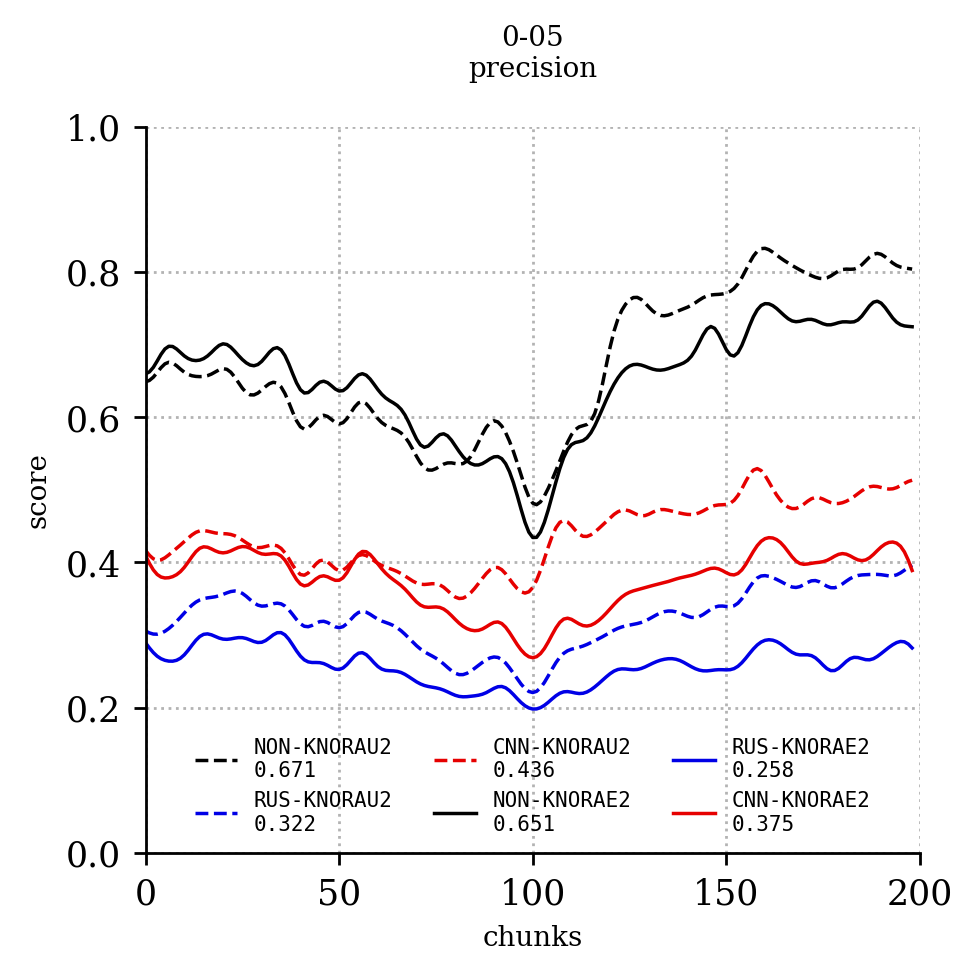 0-05
precision
1.0
0.8
0.6
0.4
0.2
0.0
score
NON-KNORAU2
0.671
RUS-KNORAU2
0.322
CNN-KNORAU2
0.436
NON-KNORAE2
0.651
RUS-KNORAE2
0.258
CNN-KNORAE2
0.375
0 50 100 150 200
chunks